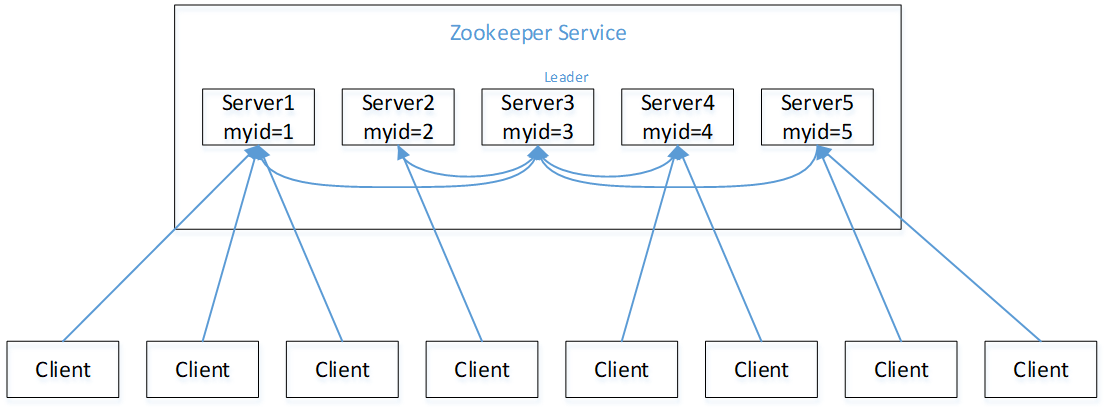 Zookeeper Service
Leader
Server1
myid=1
Server2
myid=2
Server3
myid=3
Server4
myid=4
Server5
myid=5
Client
Client
Client
Client
Client
Client
Client
Client